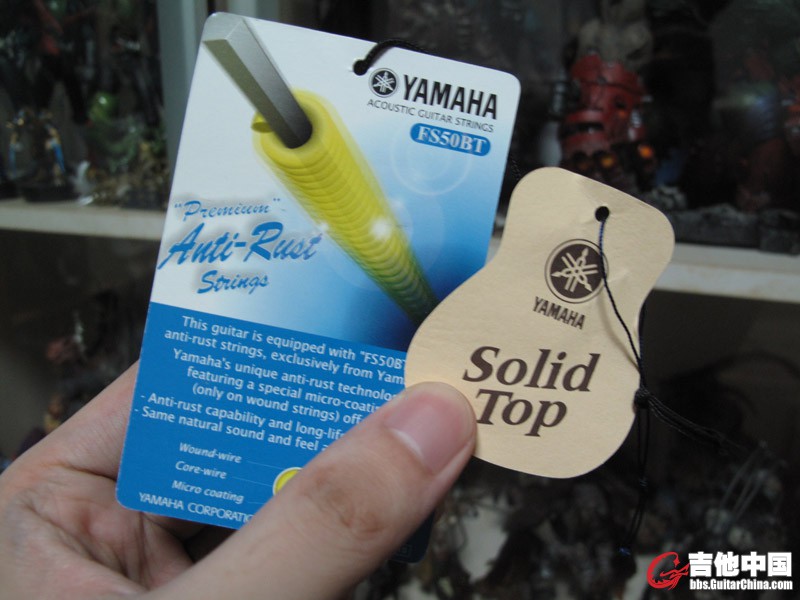 YAMAHA
ACOUSTIC GUITAR STRINGS
FS50BT
"Premium"
Anti-Rust
Strings
This guitar is equipped with "FS50BT
anti-rust strings, exclusively from Yam
Yamaha's unique anti-rust technolo
featuring a special micro-coati
(only on wound strings) off
- Anti-rust capability and long-lif
- Same natural sound and feel
Wound-wire
Core-wire
Micro coating
YAMAHA CORPORATIO
YAMAHA
Solid
Top
吉他中国
bbs.GuitarChina.com